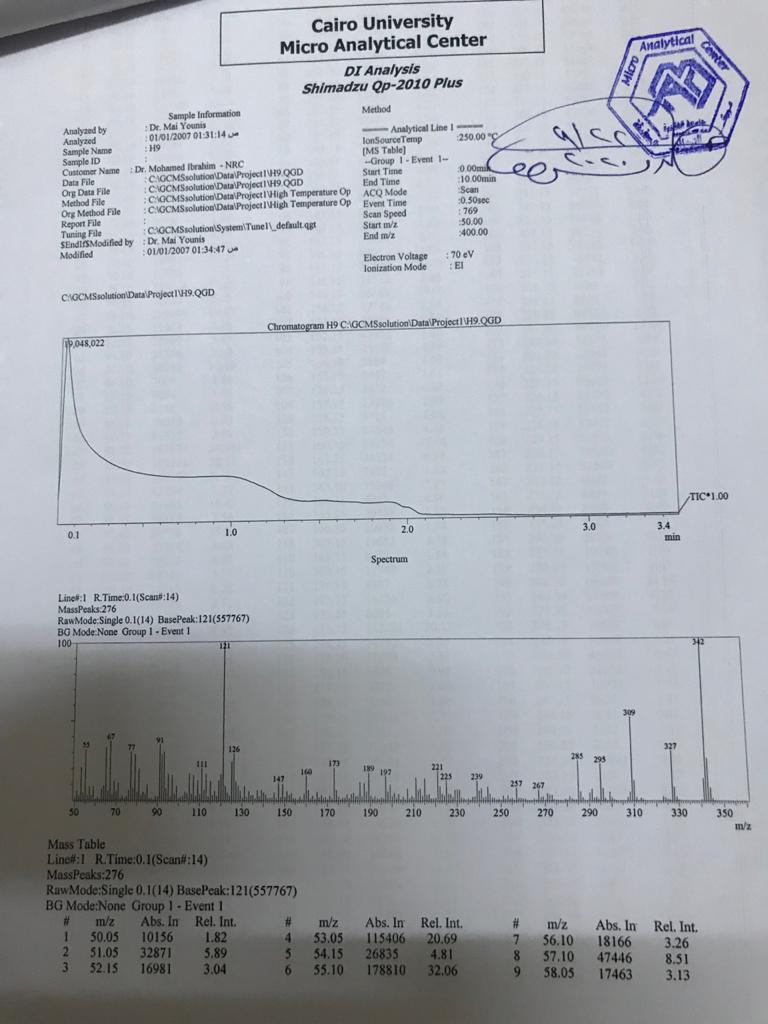 Cairo University
Micro Analytical Center
DI Analysis
Shimadzu Qp-2010 Plus
Micro Analytical Center
Sample Information
Analyzed by : Dr. Mai Younis
Analyzed : 01/01/2007 01:31:14 ص
Sample Name : H9
Sample ID :
Customer Name : Dr. Mohamed Ibrahim - NRC
Data File : C:\GCMSsolution\Data\Project1\H9.QGD
Org Data File : C:\GCMSsolution\Data\Project1\H9.QGD
Method File : C:\GCMSsolution\Data\Project1\High Temperature Op
Org Method File : C:\GCMSsolution\Data\Project1\High Temperature Op
Report File :
Tuning File : C:\GCMSsolution\System\Tune1\_default.qgt
$EndIf$Modified by : Dr. Mai Younis
Modified : 01/01/2007 01:34:47 ص
Method
Analytical Line 1
IonSourceTemp :250.00 °C
[MS Table]
--Group 1 - Event 1--
Start Time :0.00min
End Time :10.00min
ACQ Mode :Scan
Event Time :0.50sec
Scan Speed : 769
Start m/z :50.00
End m/z :400.00
Electron Voltage : 70 eV
Ionization Mode : EI
C:\GCMSsolution\Data\Project1\H9.QGD
Chromatogram H9 C:\GCMSsolution\Data\Project1\H9.QGD
9,048,022
TIC*1.00
0.1 1.0 2.0 3.0 3.4
min
Spectrum
Line#:1 R.Time:0.1(Scan#:14)
MassPeaks:276
RawMode:Single 0.1(14) BasePeak:121(557767)
BG Mode:None Group 1 - Event 1
100
55 67 77 91 111 121 126 147 160 173 189 197 221 225 239 257 267 285 295 309 327 342
50 70 90 110 130 150 170 190 210 230 250 270 290 310 330 350
m/z
Mass Table
Line#:1 R.Time:0.1(Scan#:14)
MassPeaks:276
RawMode:Single 0.1(14) BasePeak:121(557767)
BG Mode:None Group 1 - Event 1
# m/z Abs. In Rel. Int. # m/z Abs. In Rel. Int. # m/z Abs. In Rel. Int.
1 50.05 10156 1.82 4 53.05 115406 20.69 7 56.10 18166 3.26
2 51.05 32871 5.89 5 54.15 26835 4.81 8 57.10 47446 8.51
3 52.15 16981 3.04 6 55.10 178810 32.06 9 58.05 17463 3.13